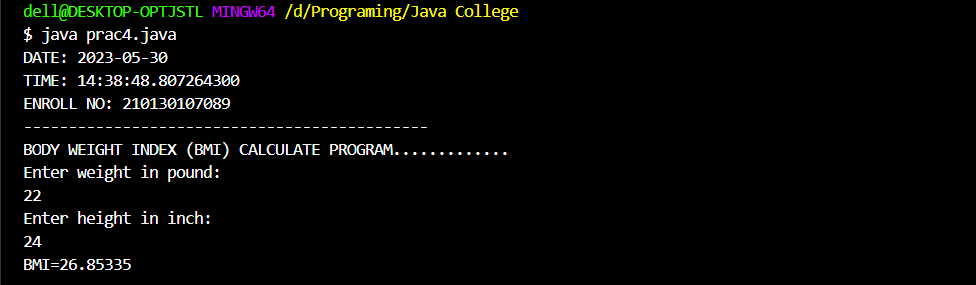 dell@DESKTOP-OPTJSTL MINGW64 /d/Programing/Java College
$ java prac4.java
DATE: 2023-05-30
TIME: 14:38:48.807264300
ENROLL NO: 210130107089
---------------------------------------------
BODY WEIGHT INDEX (BMI) CALCULATE PROGRAM.............
Enter weight in pound:
22
Enter height in inch:
24
BMI=26.85335